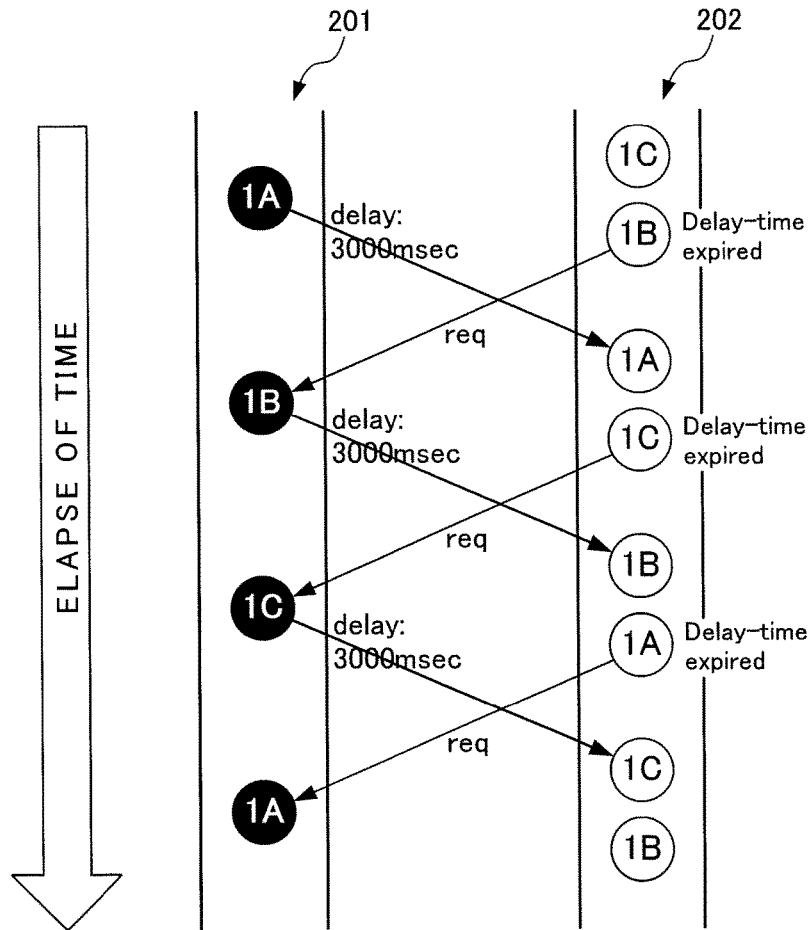 201
202
1C
1A
delay:
3000msec
1B
Delay-time
expired
req
1A
1B
delay:
3000msec
1C
Delay-time
expired
req
1B
1C
delay:
3000msec
1A
Delay-time
expired
req
1C
1A
1B
ELAPSE OF TIME